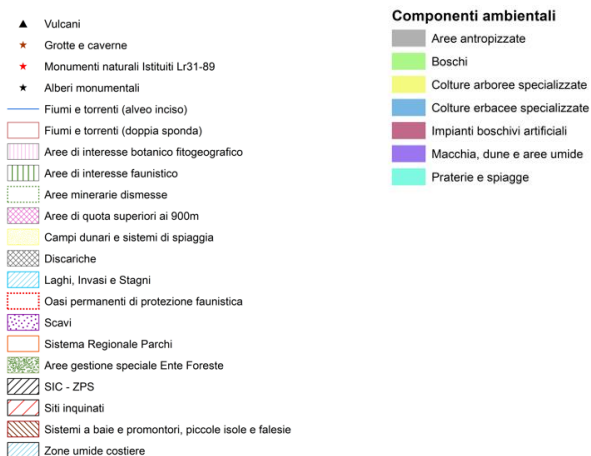 Vulcani
Grotte e caverne
Monumenti naturali Istituiti Lr31-89
Alberi monumentali
Fiumi e torrenti (alveo inciso)
Fiumi e torrenti (doppia sponda)
Aree di interesse botanico fitogeografico
Aree di interesse faunistico
Aree minerarie dismesse
Aree di quota superiori ai 900m
Campi dunari e sistemi di spiaggia
Discariche
Laghi, Invasi e Stagni
Oasi permanenti di protezione faunistica
Scavi
Sistema Regionale Parchi
Aree gestione speciale Ente Foreste
SIC - ZPS
Siti inquinati
Sistemi a baie e promontori, piccole isole e falesie
Zone umide costiere
Componenti ambientali
Aree antropizzate
Boschi
Colture arboree specializzate
Colture erbacee specializzate
Impianti boschivi artificiali
Macchia, dune e aree umide
Praterie e spiagge